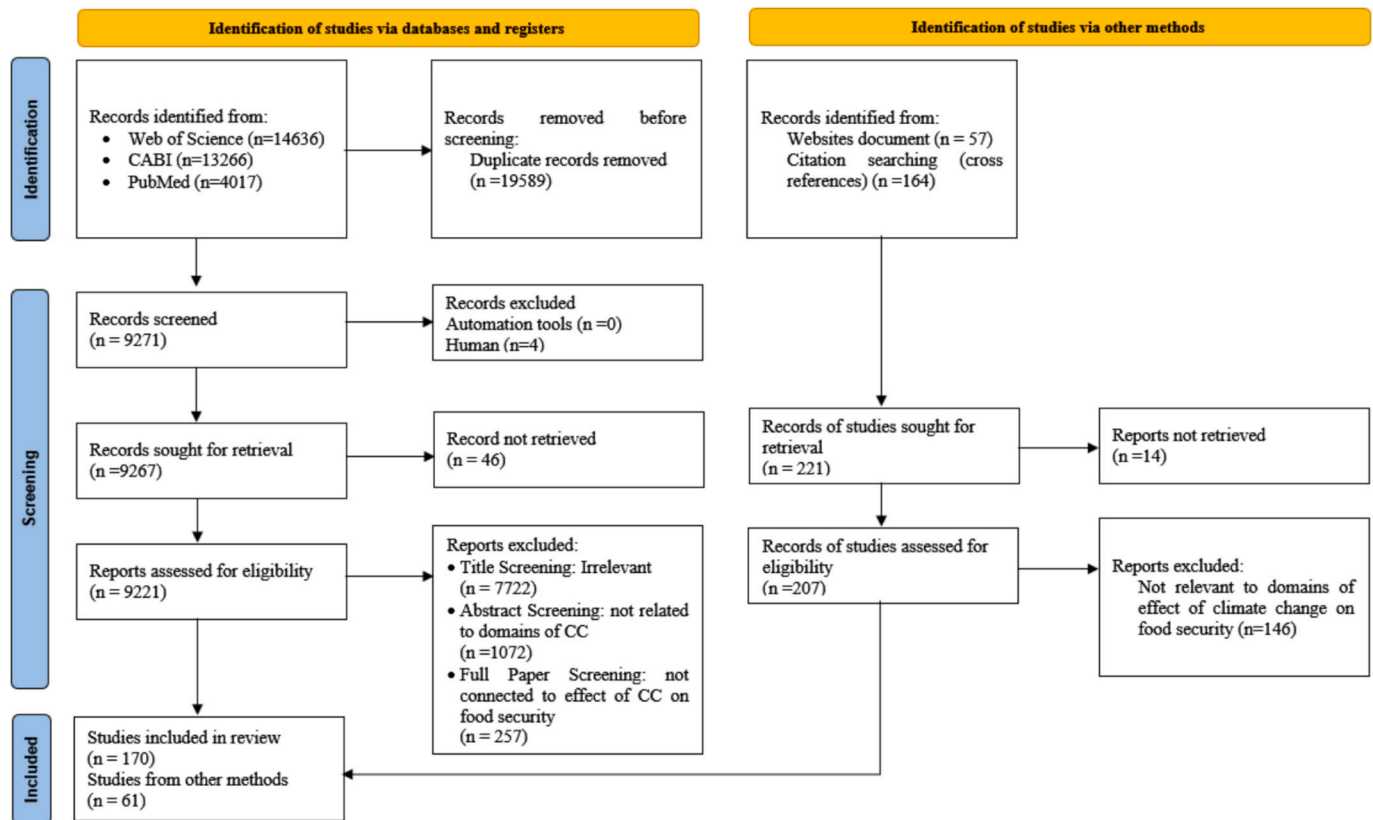 Identification of studies via databases and registers
Identification of studies via other methods
Identification
Records identified from:
• Web of Science (n=14636)
• CABI (n=13266)
• PubMed (n=4017)
Records removed before
screening:
Duplicate records removed
(n =19589)
Records identified from:
Websites document (n = 57)
Citation searching (cross
references) (n =164)
Screening
Records screened
(n = 9271)
Records excluded
Automation tools (n =0)
Human (n=4)
Records sought for retrieval
(n =9267)
Record not retrieved
(n = 46)
Records of studies sought for
retrieval
(n = 221)
Reports not retrieved
(n =14)
Reports assessed for eligibility
(n = 9221)
Reports excluded:
• Title Screening: Irrelevant
(n = 7722)
• Abstract Screening: not related
to domains of CC
(n =1072)
• Full Paper Screening: not
connected to effect of CC on
food security
(n = 257)
Records of studies assessed for
eligibility
(n =207)
Reports excluded:
Not relevant to domains of
effect of climate change on
food security (n=146)
Included
Studies included in review
(n = 170)
Studies from other methods
(n = 61)